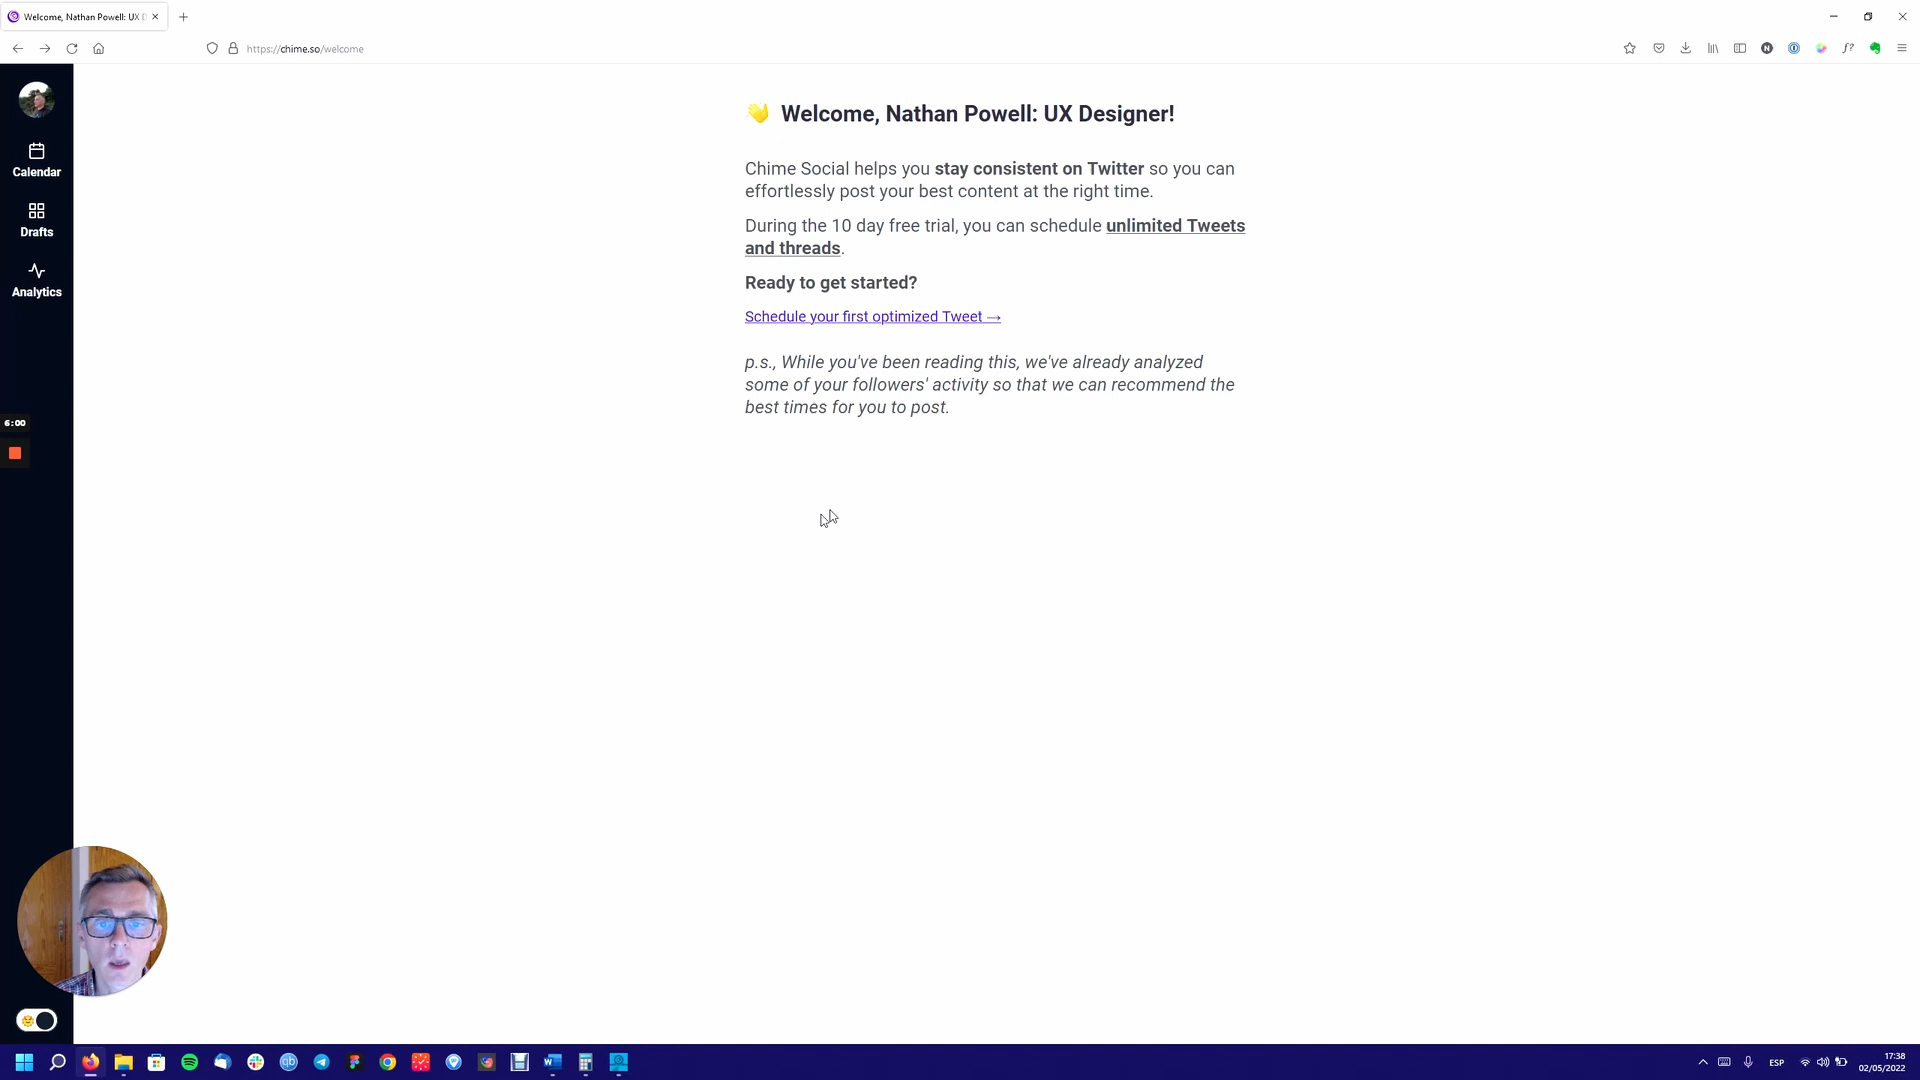 Welcome, Nathan Powell: UX D
https://chime.so/welcome
Calendar
Drafts
Analytics
6:00
👋 Welcome, Nathan Powell: UX Designer!
Chime Social helps you stay consistent on Twitter so you can
effortlessly post your best content at the right time.
During the 10 day free trial, you can schedule unlimited Tweets
and threads.
Ready to get started?
Schedule your first optimized Tweet →
p.s., While you've been reading this, we've already analyzed
some of your followers' activity so that we can recommend the
best times for you to post.
ESP
17:38
02/05/2022